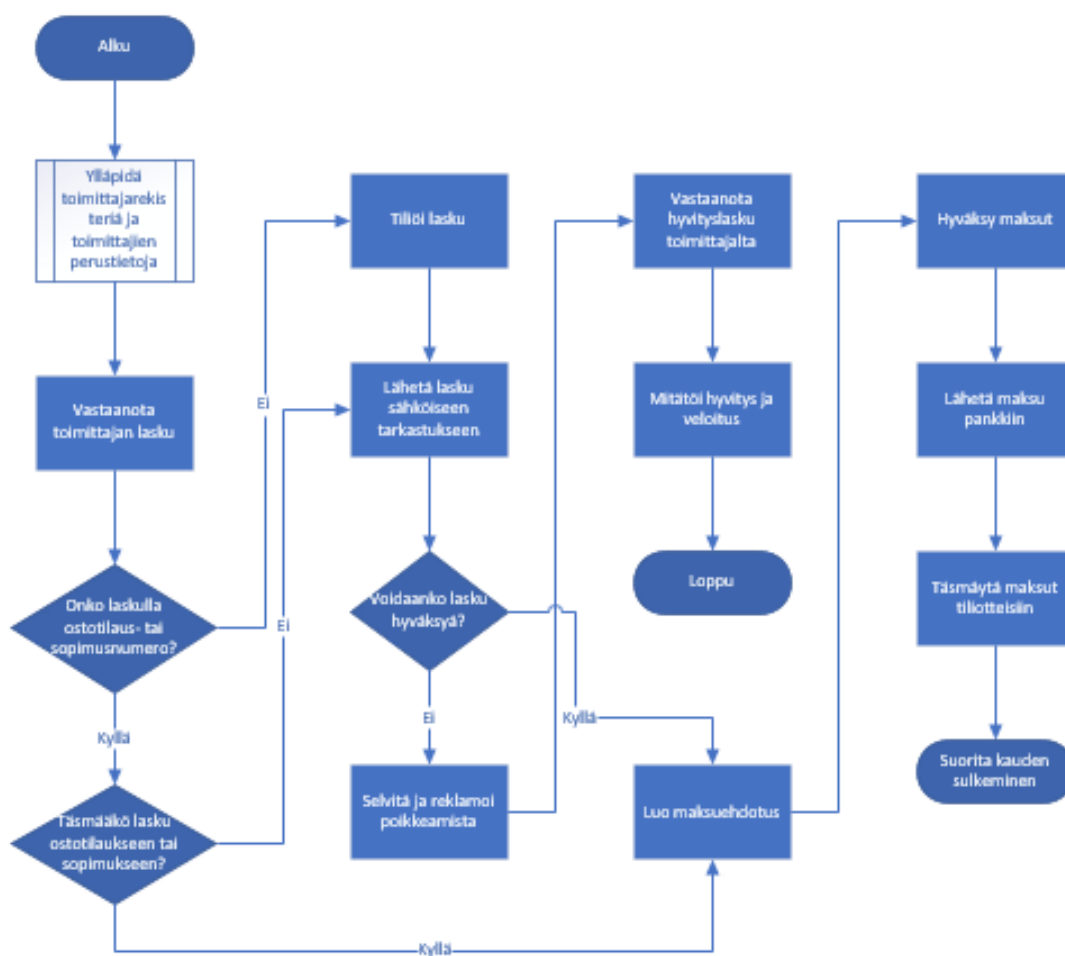 Alku
Ylläpidä
toimittajarekis
teriä ja
toimittajien
perustietoja
Vastaanota
toimittajan lasku
Onko laskulla
ostotilaus- tai
sopimusnumero?
Kyllä
Täsmääkö lasku
ostotilaukseen tai
sopimukseen?
Kyllä
Ei
Ei
Tiliöi lasku
Lähetä lasku
sähköiseen
tarkastukseen
Voidaanko lasku
hyväksyä?
Ei
Kyllä
Selvitä ja reklamoi
poikkeamista
Vastaanota
hyvityslasku
toimittajalta
Mitätöi hyvitys ja
veloitus
Loppu
Luo maksuehdotus
Hyväksy maksut
Lähetä maksu
pankkiin
Täsmäytä maksut
tiliotteisiin
Suorita kauden
sulkeminen